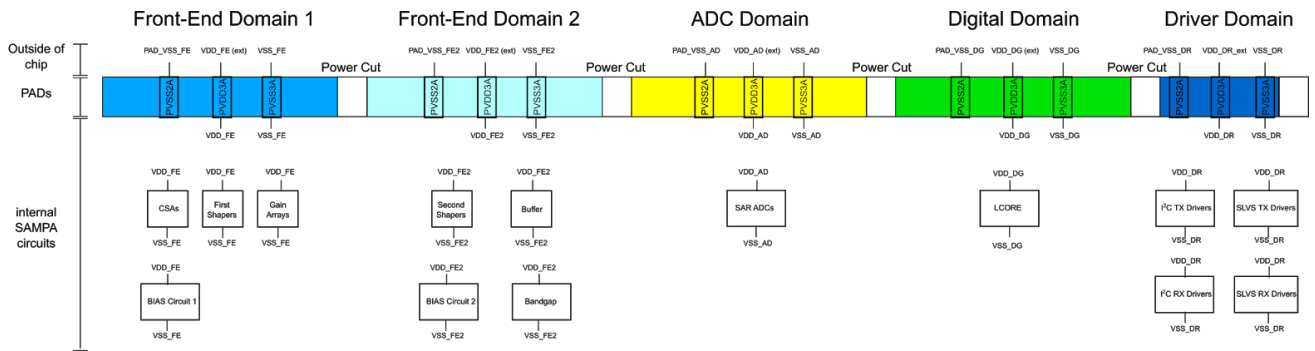 Front-End Domain 1
Front-End Domain 2
ADC Domain
Digital Domain
Driver Domain
Outside of
chip
PAD_VSS_FE
VDD_FE (ext)
VSS_FE
PAD_VSS_FE2
VDD_FE2 (ext)
VSS_FE2
PAD_VSS_AD
VDD_AD (ext)
VSS_AD
PAD_VSS_DG
VDD_DG (ext)
VSS_DG
PAD_VSS_DR
VDD_DR_ext
VSS_DR
Power Cut
Power Cut
Power Cut
Power Cut
PADs
PVSS2A
PVDD3A
PVSS3A
PVSS2A
PVDD3A
PVSS3A
PVSS2A
PVDD3A
PVSS3A
PVSS2A
PVDD3A
PVSS3A
PVSS2A
PVDD3A
PVSS3A
VDD_FE
VSS_FE
VDD_FE2
VSS_FE2
VDD_AD
VSS_AD
VDD_DG
VSS_DG
VDD_DR
VSS_DR
internal
SAMPA
circuits
VDD_FE
CSAs
VSS_FE
VDD_FE
First
Shapers
VSS_FE
VDD_FE
Gain
Arrays
VSS_FE
VDD_FE2
Second
Shapers
VSS_FE2
VDD_FE2
Buffer
VSS_FE2
VDD_AD
SAR ADCs
VSS_AD
VDD_DG
LCORE
VSS_DG
VDD_DR
I²C TX Drivers
VSS_DR
VDD_DR
SLVS TX Drivers
VSS_DR
VDD_FE
BIAS Circuit 1
VSS_FE
VDD_FE2
BIAS Circuit 2
VSS_FE2
VDD_FE2
Bandgap
VSS_FE2
VDD_DR
I²C RX Drivers
VSS_DR
VDD_DR
SLVS RX Drivers
VSS_DR